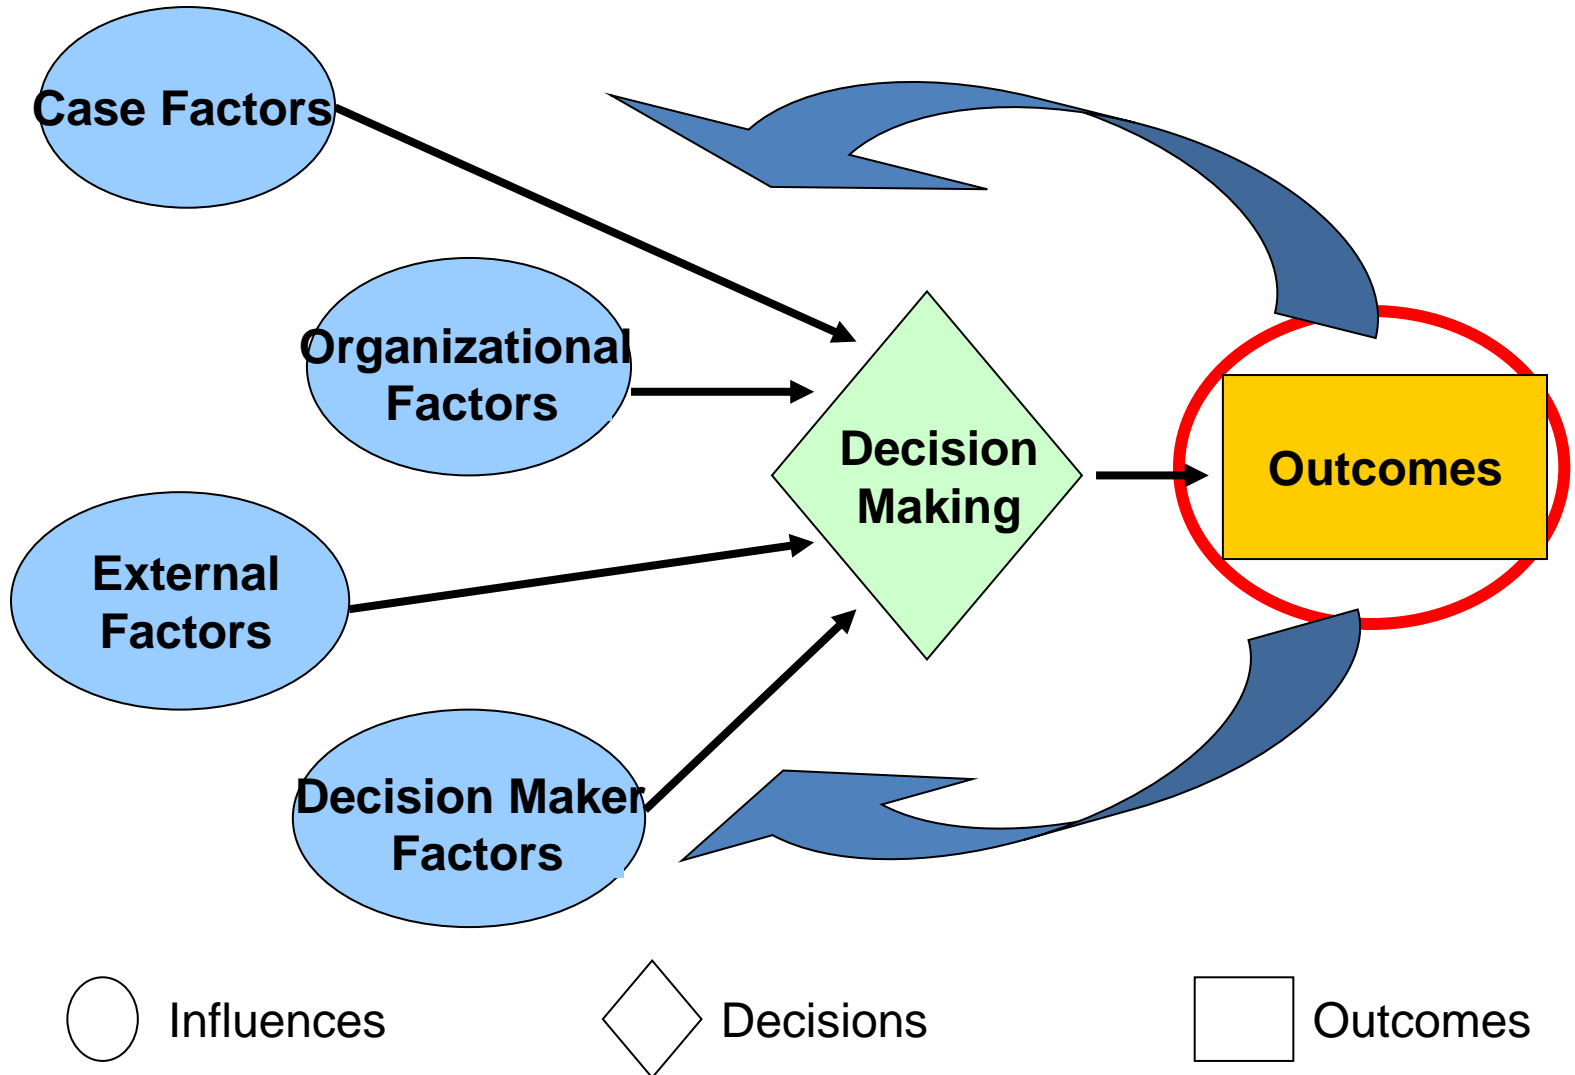 Case Factors
Organizational
Factors
Decision
Making
Outcomes
External
Factors
Decision Maker
Factors
Influences
Decisions
Outcomes